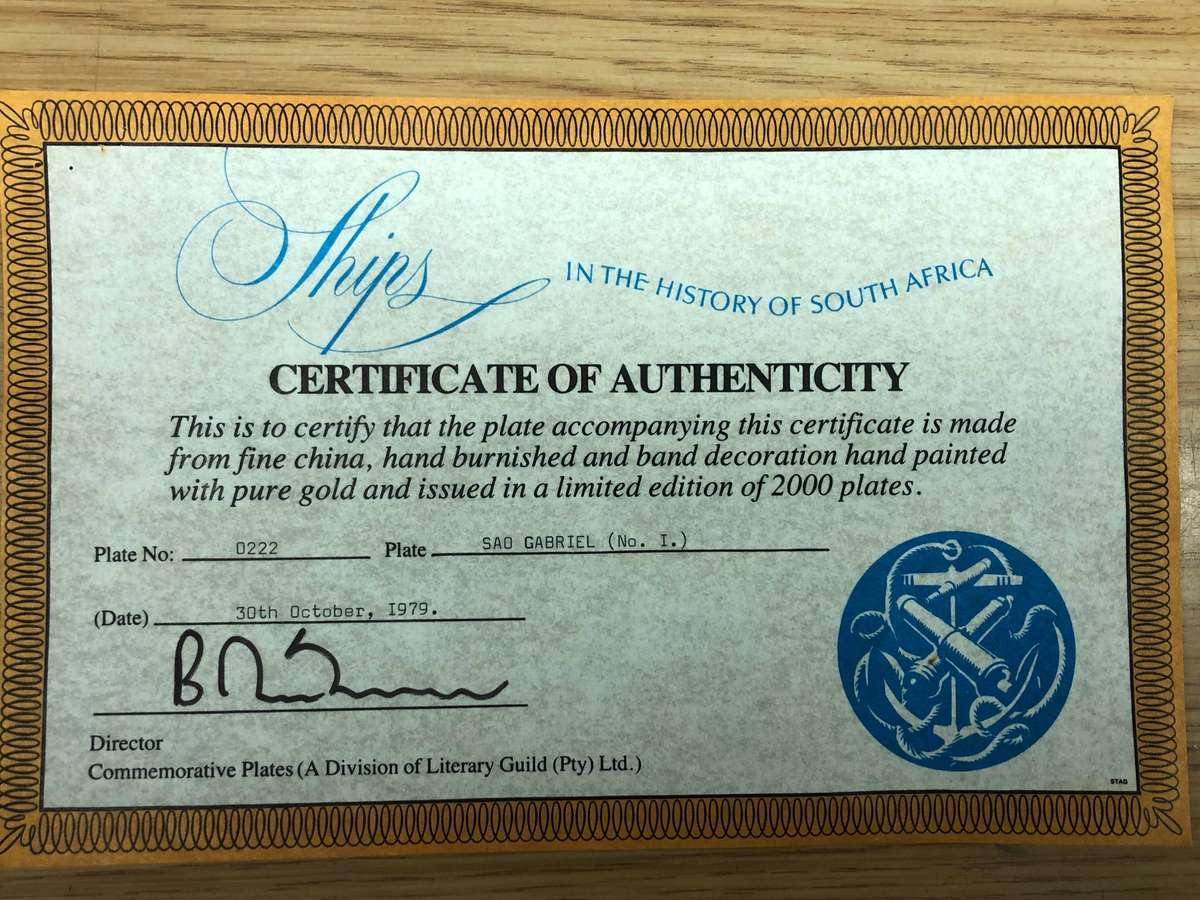 Ships IN THE HISTORY OF SOUTH AFRICA
CERTIFICATE OF AUTHENTICITY
This is to certify that the plate accompanying this certificate is made
from fine china, hand burnished and band decoration hand painted
with pure gold and issued in a limited edition of 2000 plates.
Plate No: 0222 Plate SAO GABRIEL (No. I.)
(Date) 30th October, I979.
Director
Commemorative Plates (A Division of Literary Guild (Pty) Ltd.)
STAG